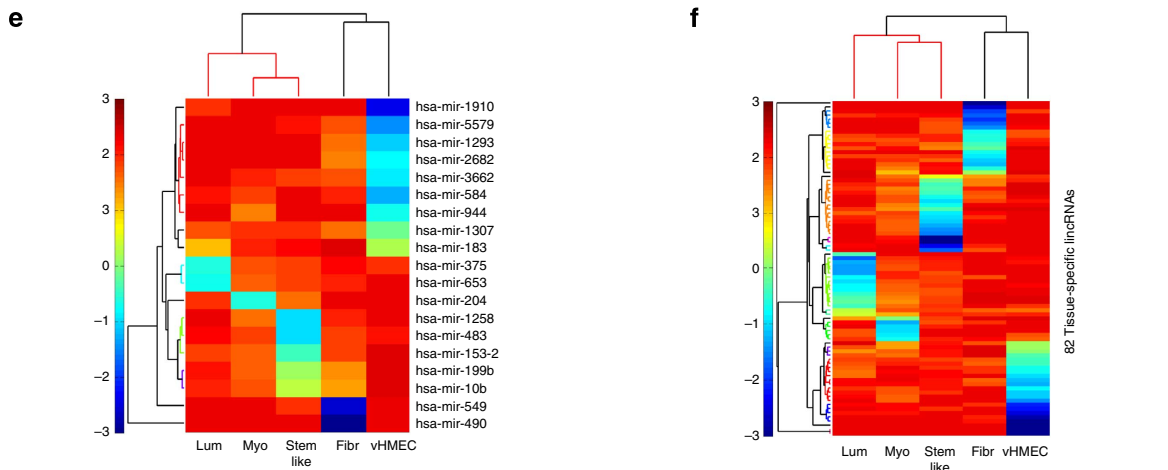 e
f
3
2
3
0
−1
−2
−3
hsa-mir-1910
hsa-mir-5579
hsa-mir-1293
hsa-mir-2682
hsa-mir-3662
hsa-mir-584
hsa-mir-944
hsa-mir-1307
hsa-mir-183
hsa-mir-375
hsa-mir-653
hsa-mir-204
hsa-mir-1258
hsa-mir-483
hsa-mir-153-2
hsa-mir-199b
hsa-mir-10b
hsa-mir-549
hsa-mir-490
Lum Myo Stem Fibr vHMEC
like
3
2
3
0
−1
−2
−3
82 Tissue-specific lincRNAs
Lum Myo Stem Fibr vHMEC
like